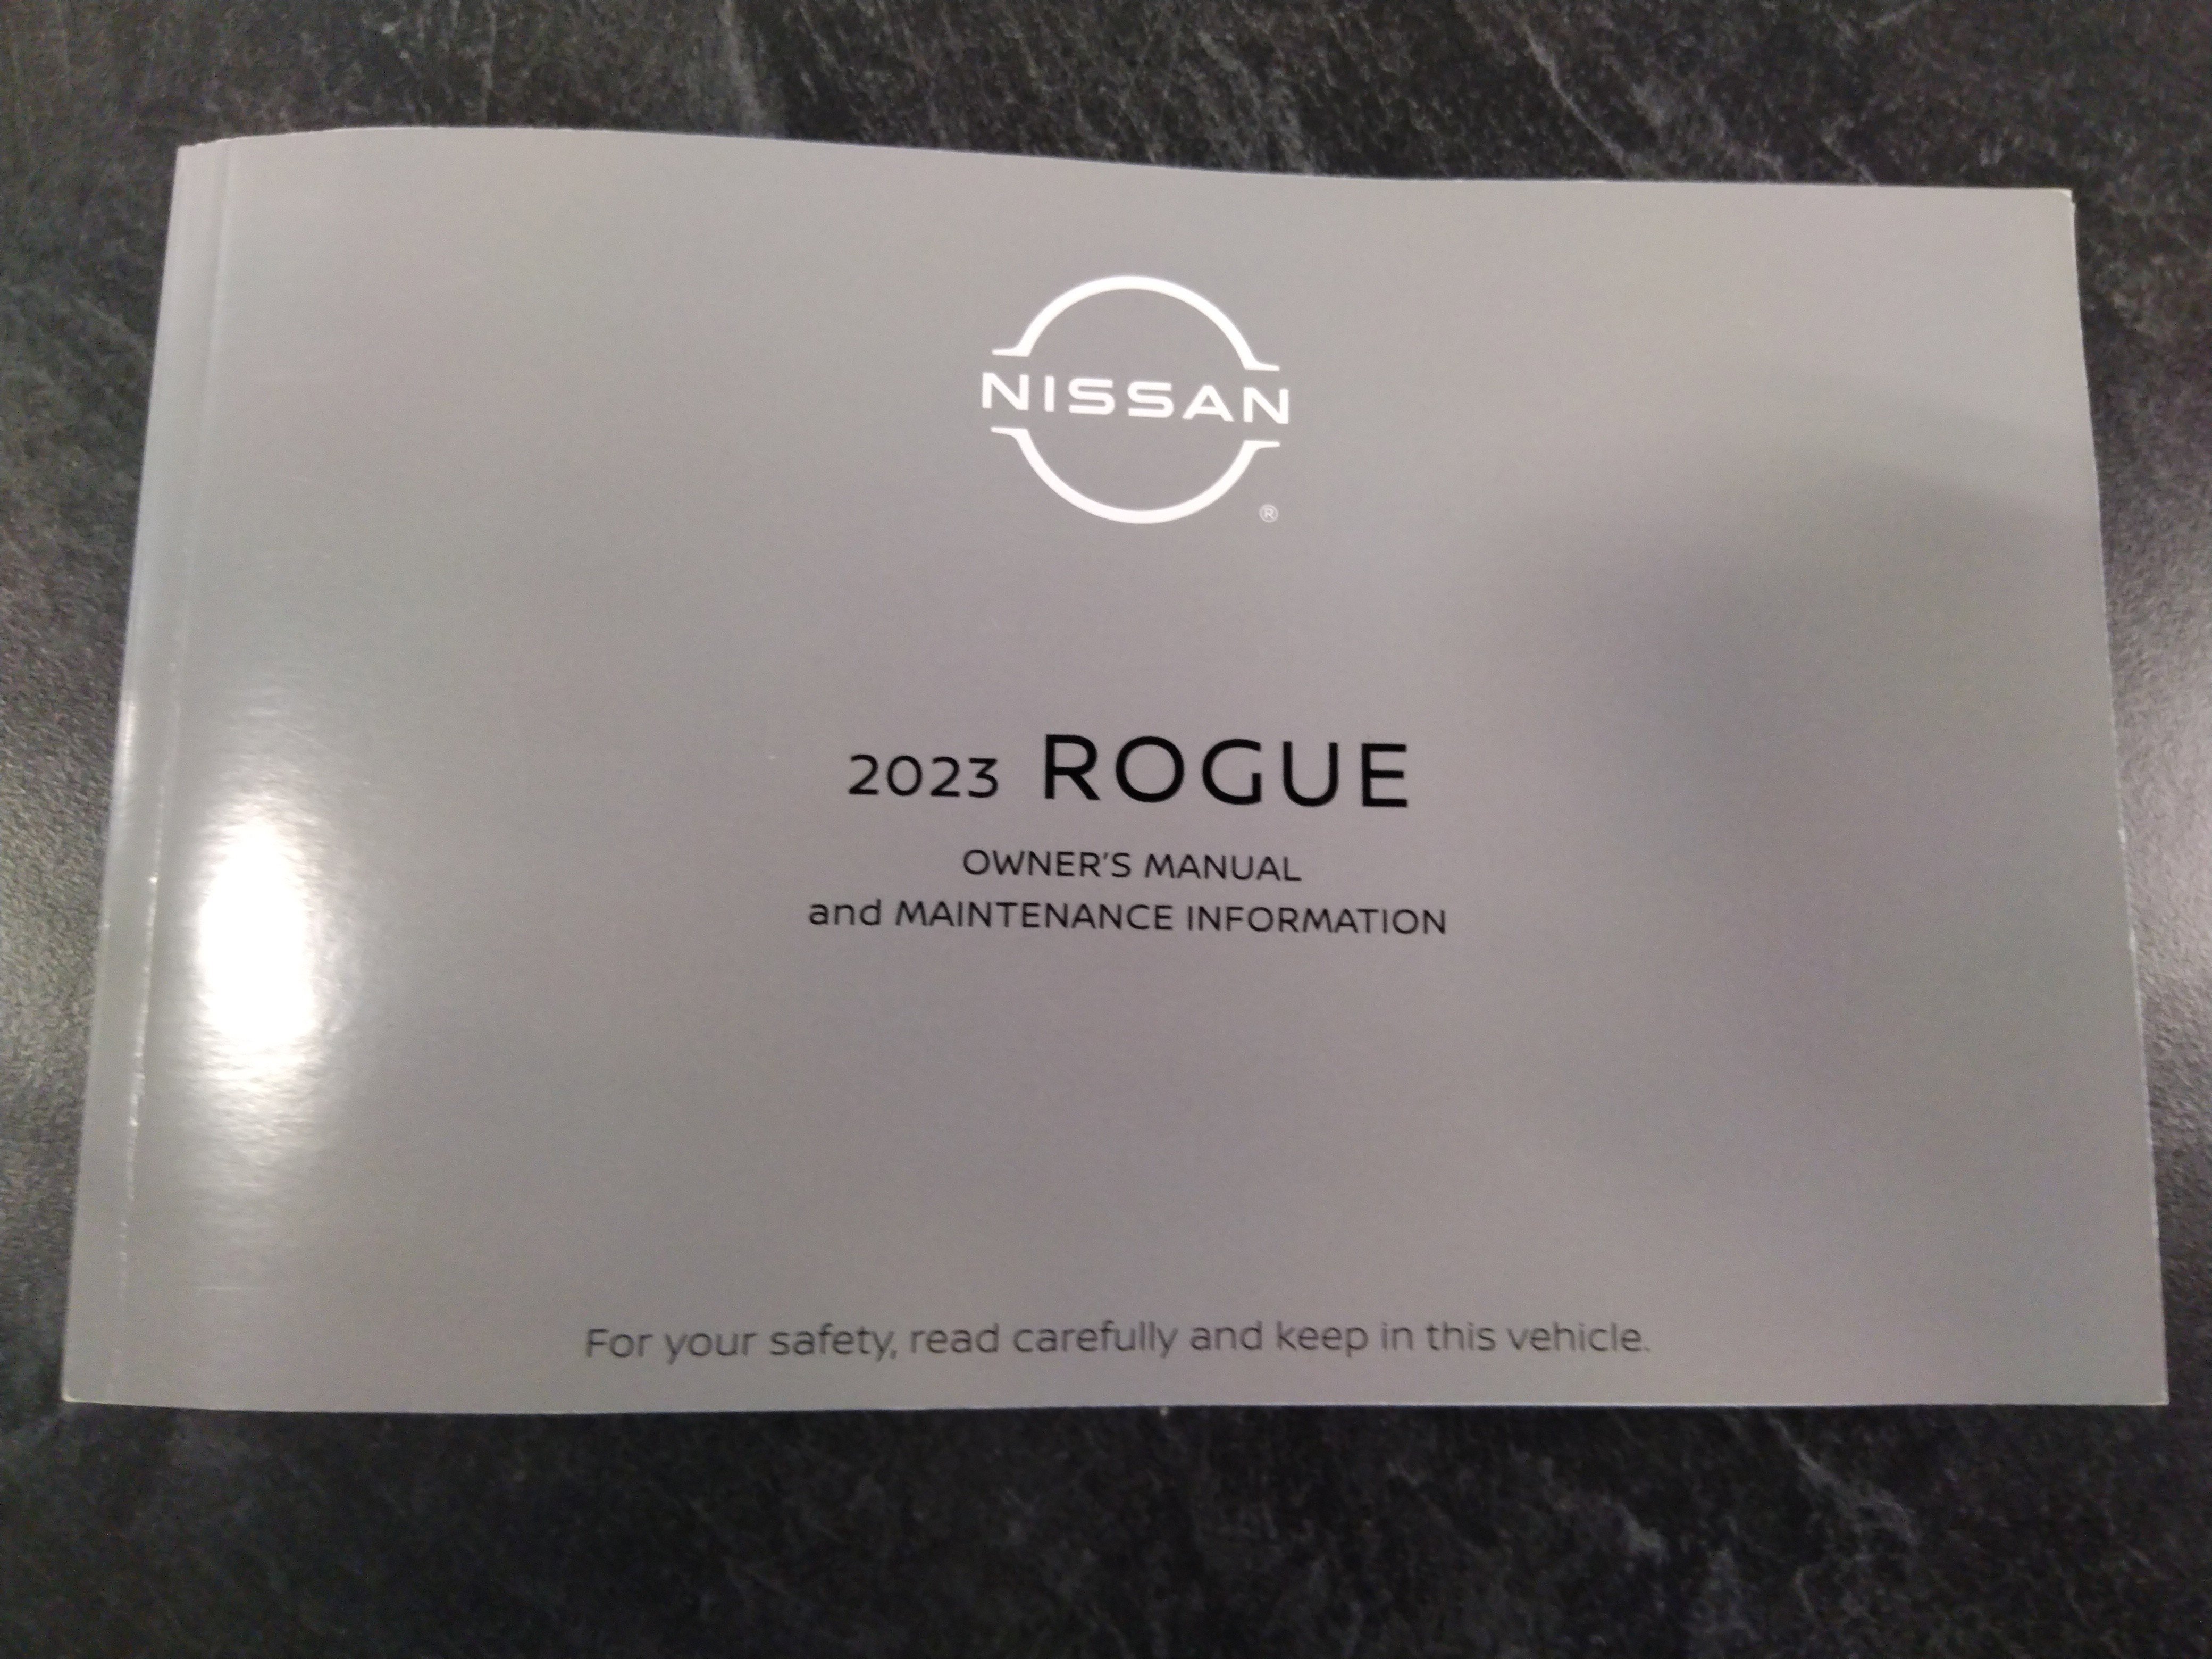 NISSAN
®
2023 ROGUE
OWNER'S MANUAL
and MAINTENANCE INFORMATION
For your safety, read carefully and keep in this vehicle.